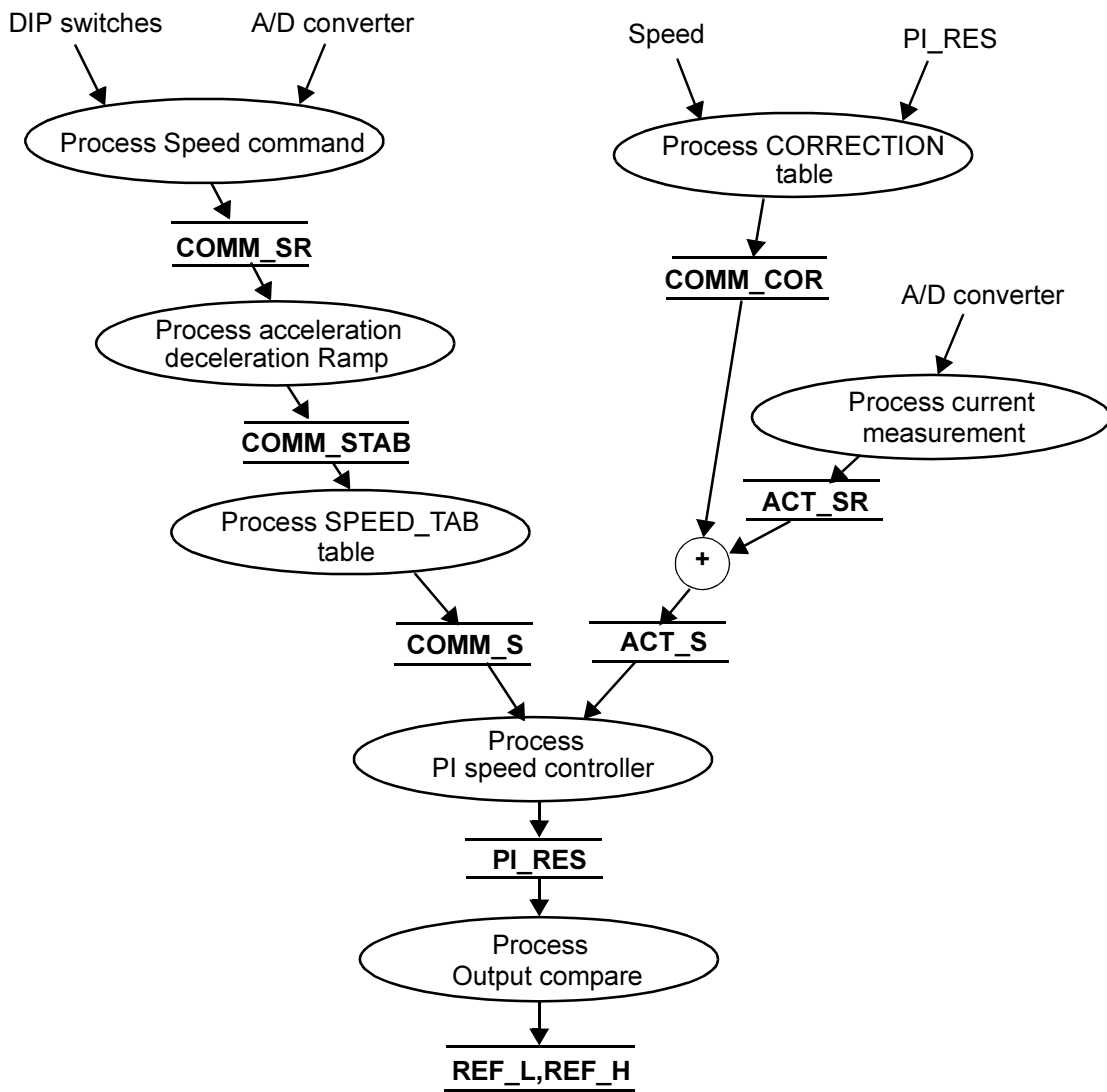 DIP switches
A/D converter
Process Speed command
COMM_SR
Process acceleration
deceleration Ramp
COMM_STAB
Process SPEED_TAB
table
COMM_S
Speed
PI_RES
Process CORRECTION
table
COMM_COR
A/D converter
Process current
measurement
ACT_SR
+
ACT_S
Process
PI speed controller
PI_RES
Process
Output compare
REF_L,REF_H